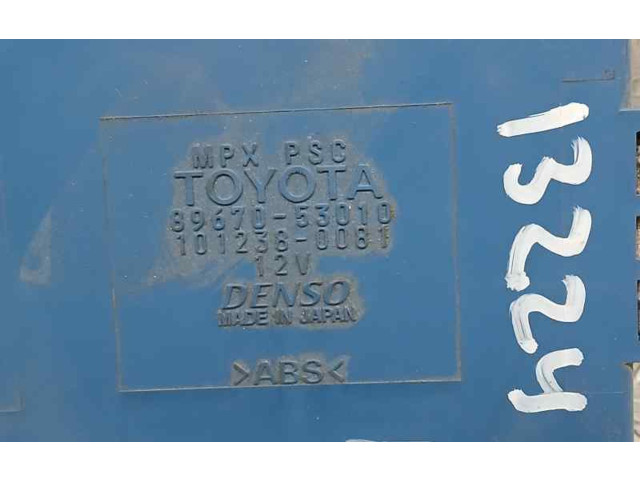 MPX PSC
TOYOTA
89670-53010
101238-0081
12V
DENSO
MADE IN JAPAN
>ABS<
13224